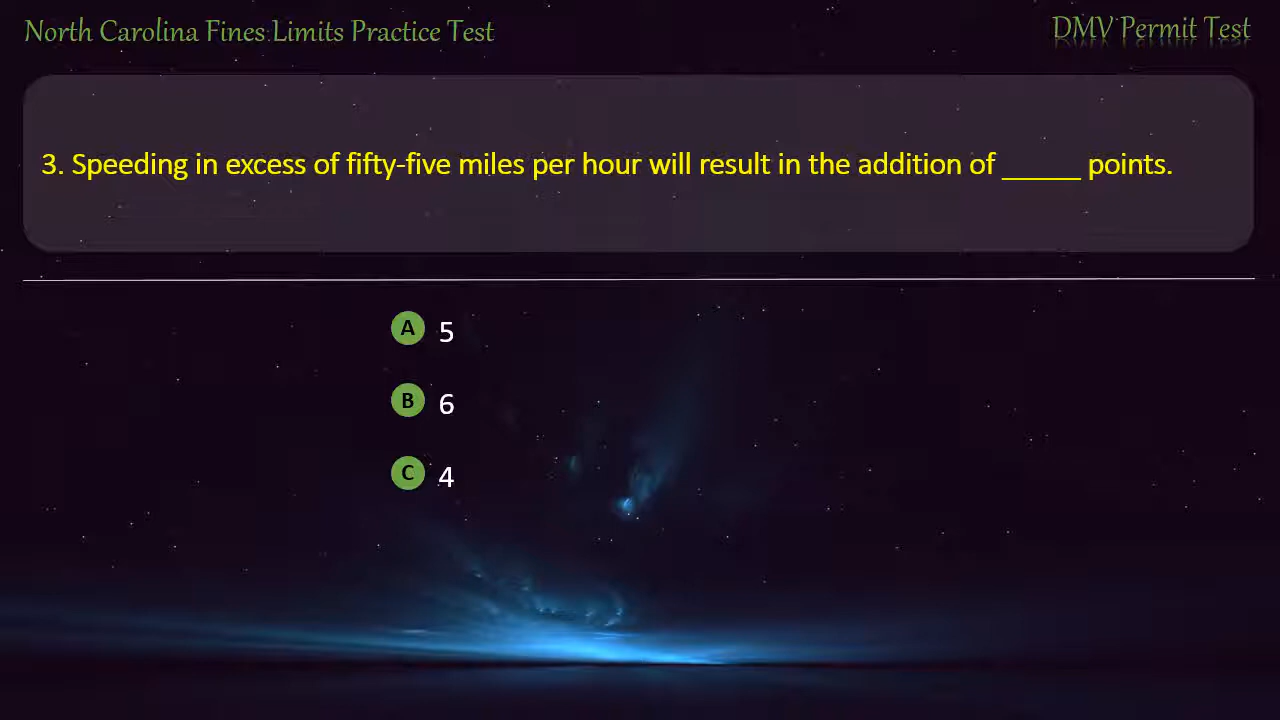 North Carolina Fines Limits Practice Test
DMV Permit Test
3. Speeding in excess of fifty-five miles per hour will result in the addition of _____ points.
A 5
B 6
C 4